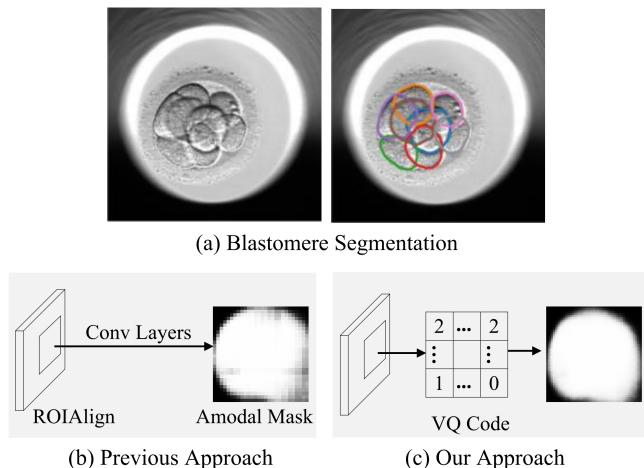 (a) Blastomere Segmentation
Conv Layers
ROIAlign
Amodal Mask
(b) Previous Approach
2 ... 2
⋮ ⋮
1 ... 0
VQ Code
(c) Our Approach